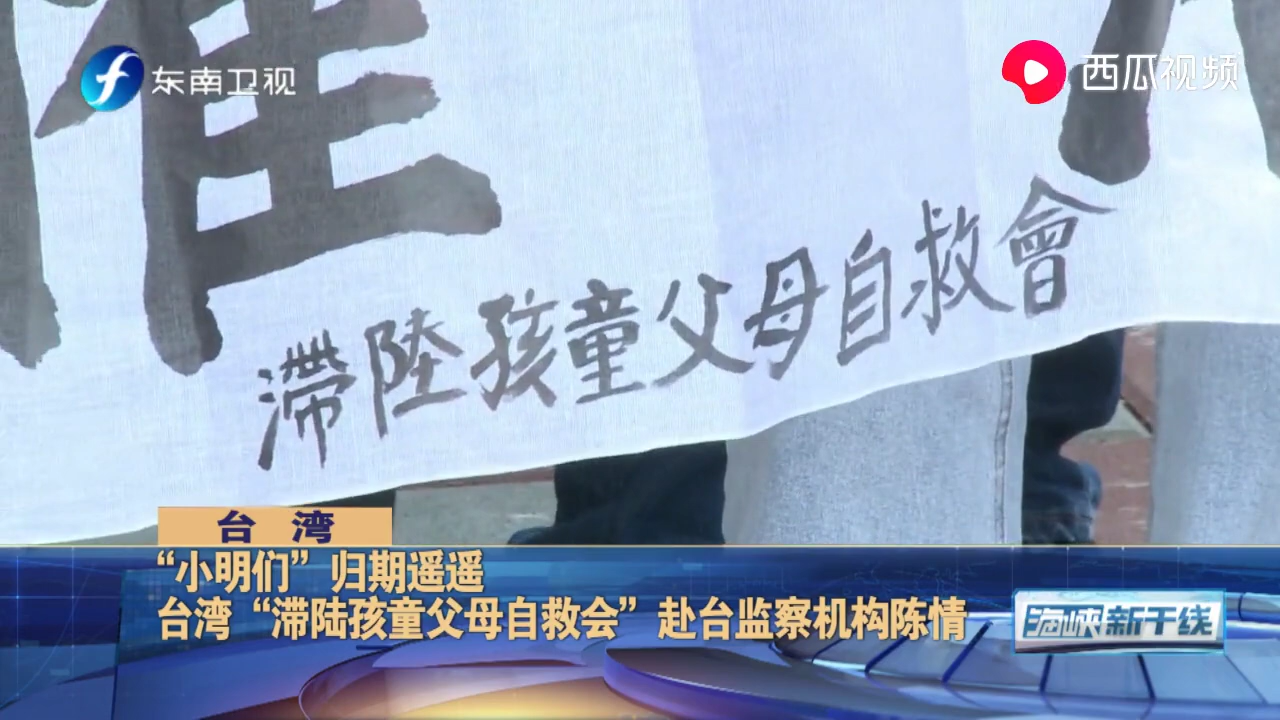 东南卫视
西瓜视频
滯陸孩童父母自救會
台 湾
“小明们”归期遥遥
台湾“滞陆孩童父母自救会”赴台监察机构陈情
海峡新干线